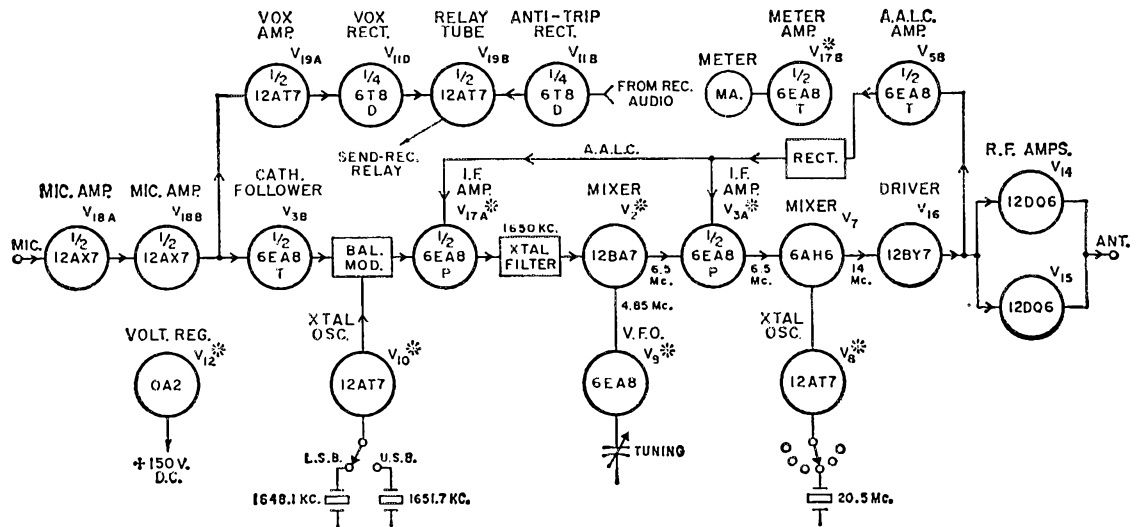 VOX AMP.
V19A
1/2 12AT7
VOX RECT.
V11D
1/4 6T8 D
RELAY TUBE
V19B
1/2 12AT7
ANTI-TRIP RECT.
V11B
1/4 6T8 D
FROM REC. AUDIO
SEND-REC. RELAY
METER
MA.
METER AMP.
V17B※
1/2 6EA8 T
A.A.L.C. AMP.
V5B
1/2 6EA8 T
A.A.L.C.
RECT.
MIC.
MIC. AMP.
V18A
1/2 12AX7
MIC. AMP.
V18B
1/2 12AX7
CATH. FOLLOWER
V3B
1/2 6EA8 T
BAL. MOD.
I.F. AMP.
V17A※
1/2 6EA8 P
1650 KC.
XTAL FILTER
MIXER
V2※
12BA7
6.5 Mc.
I.F. AMP.
V3A※
1/2 6EA8 P
6.5 Mc.
MIXER
V7
6AH6
14 Mc.
DRIVER
V16
12BY7
R.F. AMPS.
V14
12DQ6
V15
12DQ6
ANT.
VOLT. REG.
V12※
OA2
+150 V. D.C.
XTAL OSC.
V10※
12AT7
L.S.B.
U.S.B.
1648.1 KC.
1651.7 KC.
4.85 Mc.
V.F.O.
V9※
6EA8
TUNING
XTAL OSC.
V8※
12AT7
20.5 Mc.